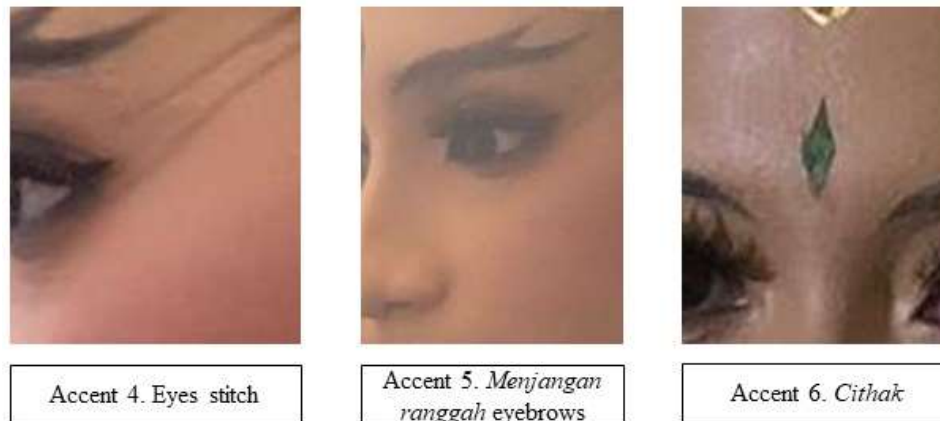 Accent 4. Eyes stitch
Accent 5. Menjangan
ranggah eyebrows
Accent 6. Cithak